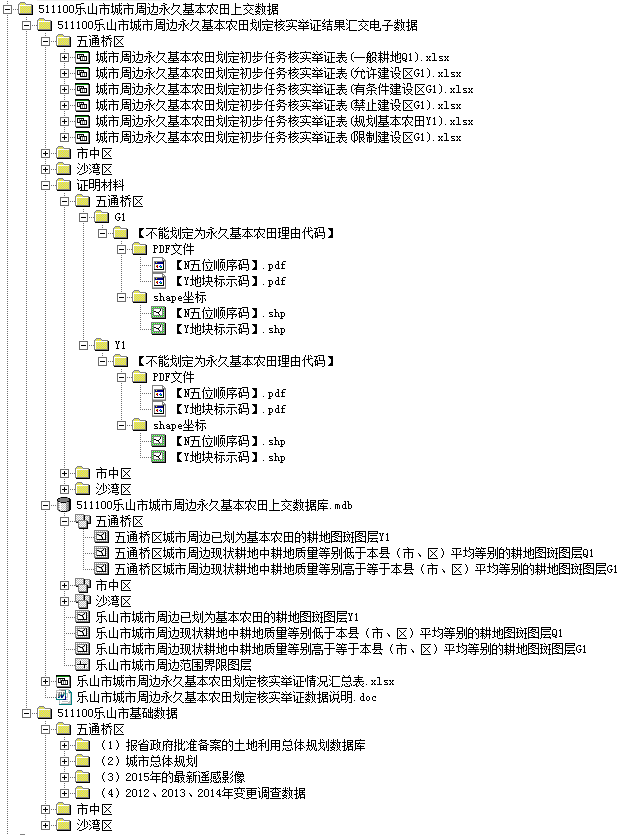 511100乐山市城市周边永久基本农田上交数据
511100乐山市城市周边永久基本农田划定核实举证结果汇交电子数据
五通桥区
城市周边永久基本农田划定初步任务核实举证表(一般耕地Q1).xlsx
城市周边永久基本农田划定初步任务核实举证表(允许建设区G1).xlsx
城市周边永久基本农田划定初步任务核实举证表(有条件建设区G1).xlsx
城市周边永久基本农田划定初步任务核实举证表(禁止建设区G1).xlsx
城市周边永久基本农田划定初步任务核实举证表(规划基本农田Y1).xlsx
城市周边永久基本农田划定初步任务核实举证表(限制建设区G1).xlsx
市中区
沙湾区
证明材料
五通桥区
G1
【不能划定为永久基本农田理由代码】
PDF文件
【N五位顺序码】.pdf
【Y地块标示码】.pdf
shape坐标
【N五位顺序码】.shp
【Y地块标示码】.shp
Y1
【不能划定为永久基本农田理由代码】
PDF文件
【N五位顺序码】.pdf
【Y地块标示码】.pdf
shape坐标
【N五位顺序码】.shp
【Y地块标示码】.shp
市中区
沙湾区
511100乐山市城市周边永久基本农田上交数据库.mdb
五通桥区
五通桥区城市周边已划为基本农田的耕地图斑图层Y1
五通桥区城市周边现状耕地中耕地质量等别低于本县（市、区）平均等别的耕地图斑图层Q1
五通桥区城市周边现状耕地中耕地质量等别高于等于本县（市、区）平均等别的耕地图斑图层G1
市中区
沙湾区
乐山市城市周边已划为基本农田的耕地图斑图层Y1
乐山市城市周边现状耕地中耕地质量等别低于本县（市、区）平均等别的耕地图斑图层Q1
乐山市城市周边现状耕地中耕地质量等别高于等于本县（市、区）平均等别的耕地图斑图层G1
乐山市城市周边范围界限图层
乐山市城市周边永久基本农田划定核实举证情况汇总表.xlsx
乐山市城市周边永久基本农田划定核实举证数据说明.doc
511100乐山市基础数据
五通桥区
（1）报省政府批准备案的土地利用总体规划数据库
（2）城市总体规划
（3）2015年的最新遥感影像
（4）2012、2013、2014年变更调查数据
市中区
沙湾区